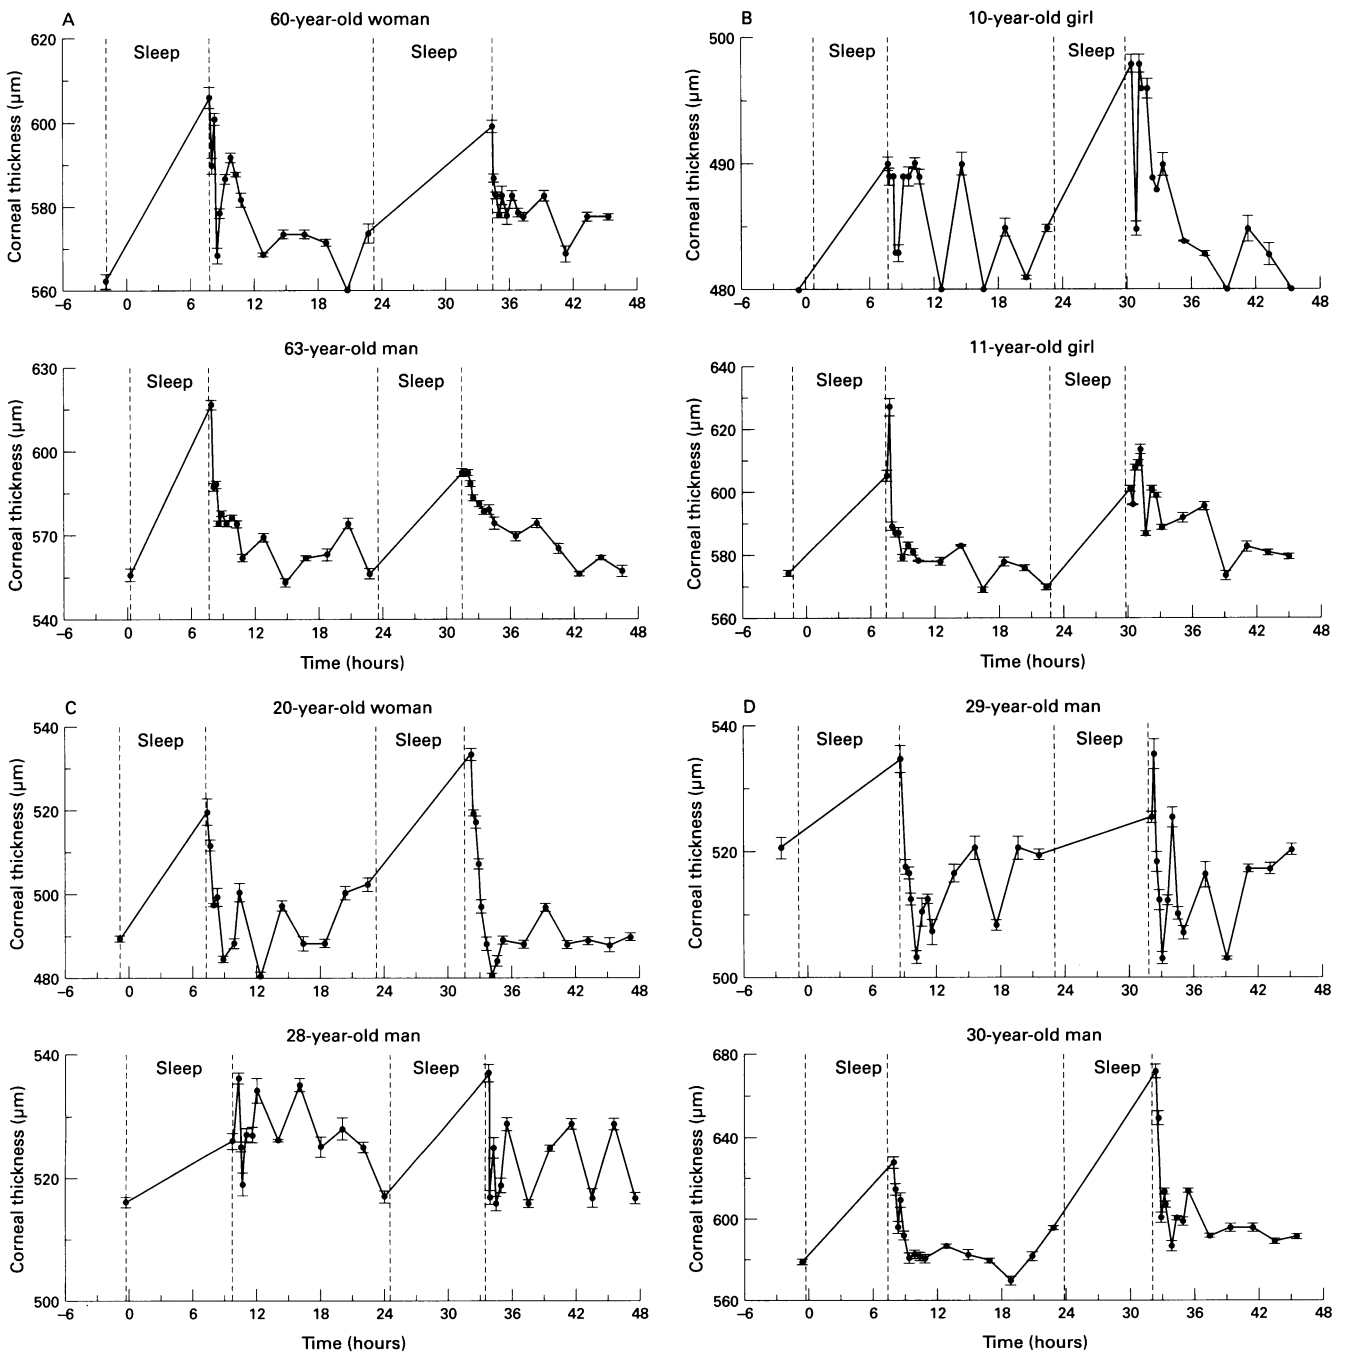 A 60-year-old woman
620
600
580
560
Corneal thickness (µm)
Sleep Sleep
−6 0 6 12 18 24 30 36 42 48
63-year-old man
630
600
570
540
Corneal thickness (µm)
Sleep Sleep
−6 0 6 12 18 24 30 36 42 48
Time (hours)
B 10-year-old girl
500
490
480
Corneal thickness (µm)
Sleep Sleep
−6 0 6 12 18 24 30 36 42 48
11-year-old girl
640
620
600
580
560
Corneal thickness (µm)
Sleep Sleep
−6 0 6 12 18 24 30 36 42 48
Time (hours)
C 20-year-old woman
540
520
500
480
Corneal thickness (µm)
Sleep Sleep
−6 0 6 12 18 24 30 36 42 48
28-year-old man
540
520
500
Corneal thickness (µm)
Sleep Sleep
−6 0 6 12 18 24 30 36 42 48
Time (hours)
D 29-year-old man
540
520
500
Corneal thickness (µm)
Sleep Sleep
−6 0 6 12 18 24 30 36 42 48
30-year-old man
680
640
600
560
Corneal thickness (µm)
Sleep Sleep
−6 0 6 12 18 24 30 36 42 48
Time (hours)